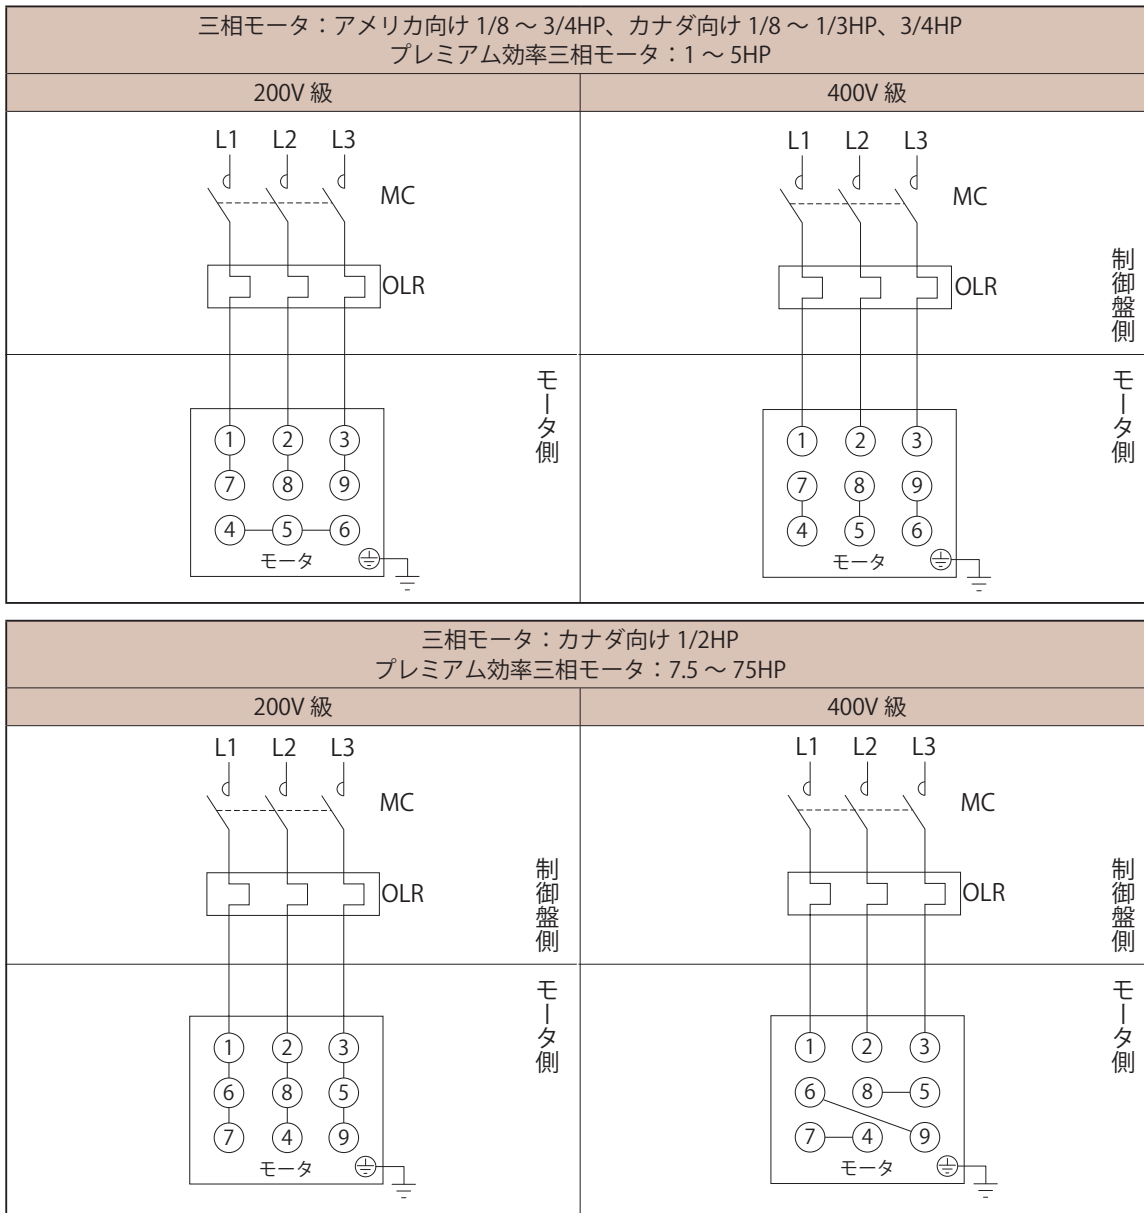 三相モータ：アメリカ向け 1/8 ～ 3/4HP、カナダ向け 1/8 ～ 1/3HP、3/4HP
プレミアム効率三相モータ：1 ～ 5HP
200V 級
400V 級
L1 L2 L3
MC
OLR
モータ側
1 2 3
7 8 9
4 5 6
モータ
L1 L2 L3
MC
OLR
制御盤側
モータ側
1 2 3
7 8 9
4 5 6
モータ
三相モータ：カナダ向け 1/2HP
プレミアム効率三相モータ：7.5 ～ 75HP
200V 級
400V 級
L1 L2 L3
MC
OLR
制御盤側
モータ側
1 2 3
6 8 5
7 4 9
モータ
L1 L2 L3
MC
OLR
制御盤側
モータ側
1 2 3
6 8 5
7 4 9
モータ